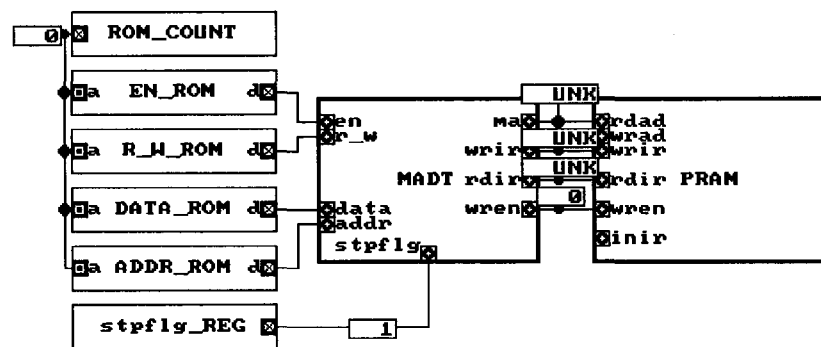 0 ROM_COUNT
a EN_ROM d
UNK
en ma rdad
r_w UNK wrad
a R_W_ROM d wrir wrir
UNK
MADT rdir rdir PRAM
0
a DATA_ROM d data wren wren
addr
inir
stpflg
a ADDR_ROM d
stpflg_REG 1